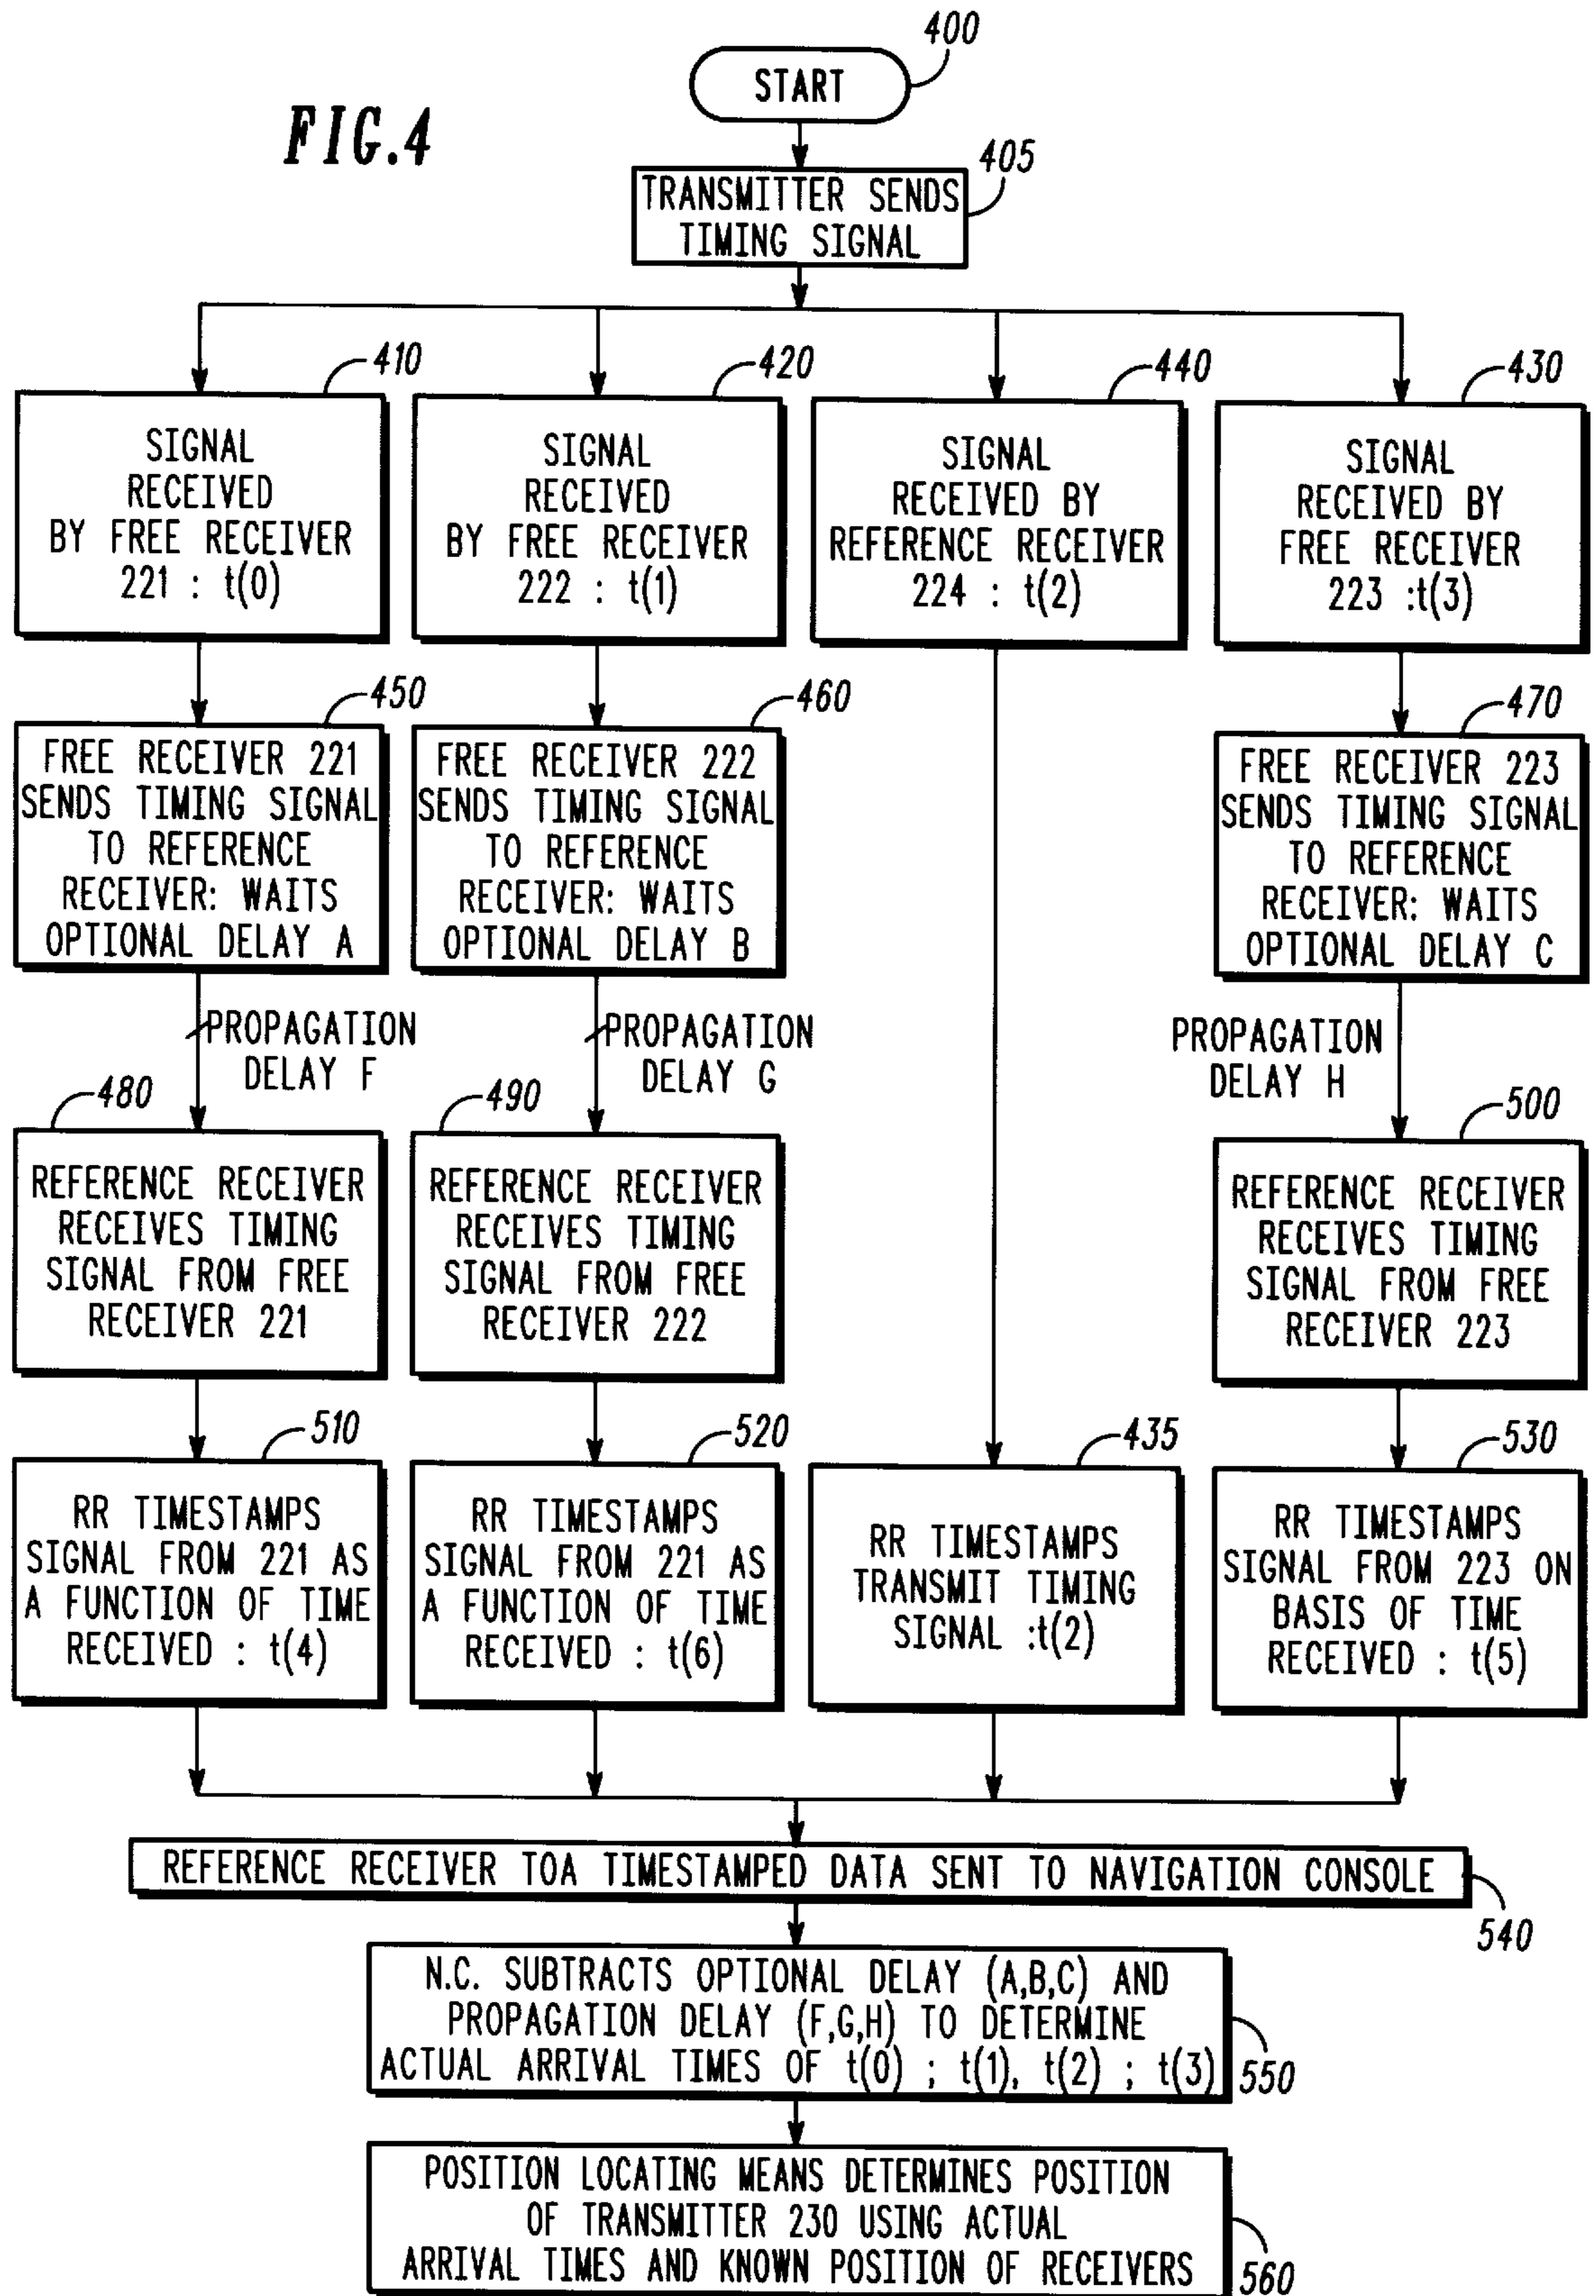 FIG.4
400
START
405
TRANSMITTER SENDS
TIMING SIGNAL
410
SIGNAL
RECEIVED
BY FREE RECEIVER
221 : t(0)
420
SIGNAL
RECEIVED
BY FREE RECEIVER
222 : t(1)
440
SIGNAL
RECEIVED BY
REFERENCE RECEIVER
224 : t(2)
430
SIGNAL
RECEIVED BY
FREE RECEIVER
223 :t(3)
450
FREE RECEIVER 221
SENDS TIMING SIGNAL
TO REFERENCE
RECEIVER: WAITS
OPTIONAL DELAY A
460
FREE RECEIVER 222
SENDS TIMING SIGNAL
TO REFERENCE
RECEIVER: WAITS
OPTIONAL DELAY B
470
FREE RECEIVER 223
SENDS TIMING SIGNAL
TO REFERENCE
RECEIVER: WAITS
OPTIONAL DELAY C
PROPAGATION
DELAY F
PROPAGATION
DELAY G
PROPAGATION
DELAY H
480
REFERENCE RECEIVER
RECEIVES TIMING
SIGNAL FROM FREE
RECEIVER 221
490
REFERENCE RECEIVER
RECEIVES TIMING
SIGNAL FROM FREE
RECEIVER 222
500
REFERENCE RECEIVER
RECEIVES TIMING
SIGNAL FROM FREE
RECEIVER 223
510
RR TIMESTAMPS
SIGNAL FROM 221 AS
A FUNCTION OF TIME
RECEIVED : t(4)
520
RR TIMESTAMPS
SIGNAL FROM 221 AS
A FUNCTION OF TIME
RECEIVED : t(6)
435
RR TIMESTAMPS
TRANSMIT TIMING
SIGNAL :t(2)
530
RR TIMESTAMPS
SIGNAL FROM 223 ON
BASIS OF TIME
RECEIVED : t(5)
REFERENCE RECEIVER TOA TIMESTAMPED DATA SENT TO NAVIGATION CONSOLE
540
N.C. SUBTRACTS OPTIONAL DELAY (A,B,C) AND
PROPAGATION DELAY (F,G,H) TO DETERMINE
ACTUAL ARRIVAL TIMES OF t(0) ; t(1), t(2) ; t(3)
550
POSITION LOCATING MEANS DETERMINES POSITION
OF TRANSMITTER 230 USING ACTUAL
ARRIVAL TIMES AND KNOWN POSITION OF RECEIVERS
560